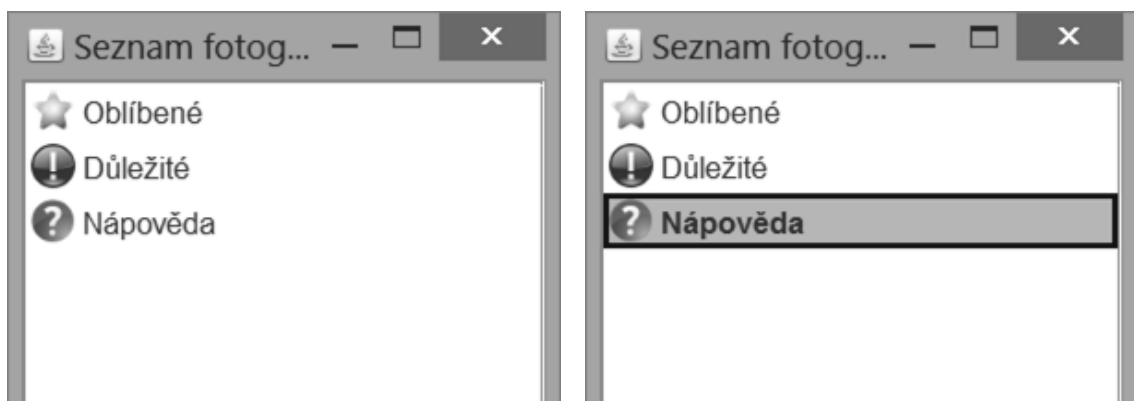 Seznam fotog...
Oblíbené
Důležité
Nápověda
Seznam fotog...
Oblíbené
Důležité
Nápověda